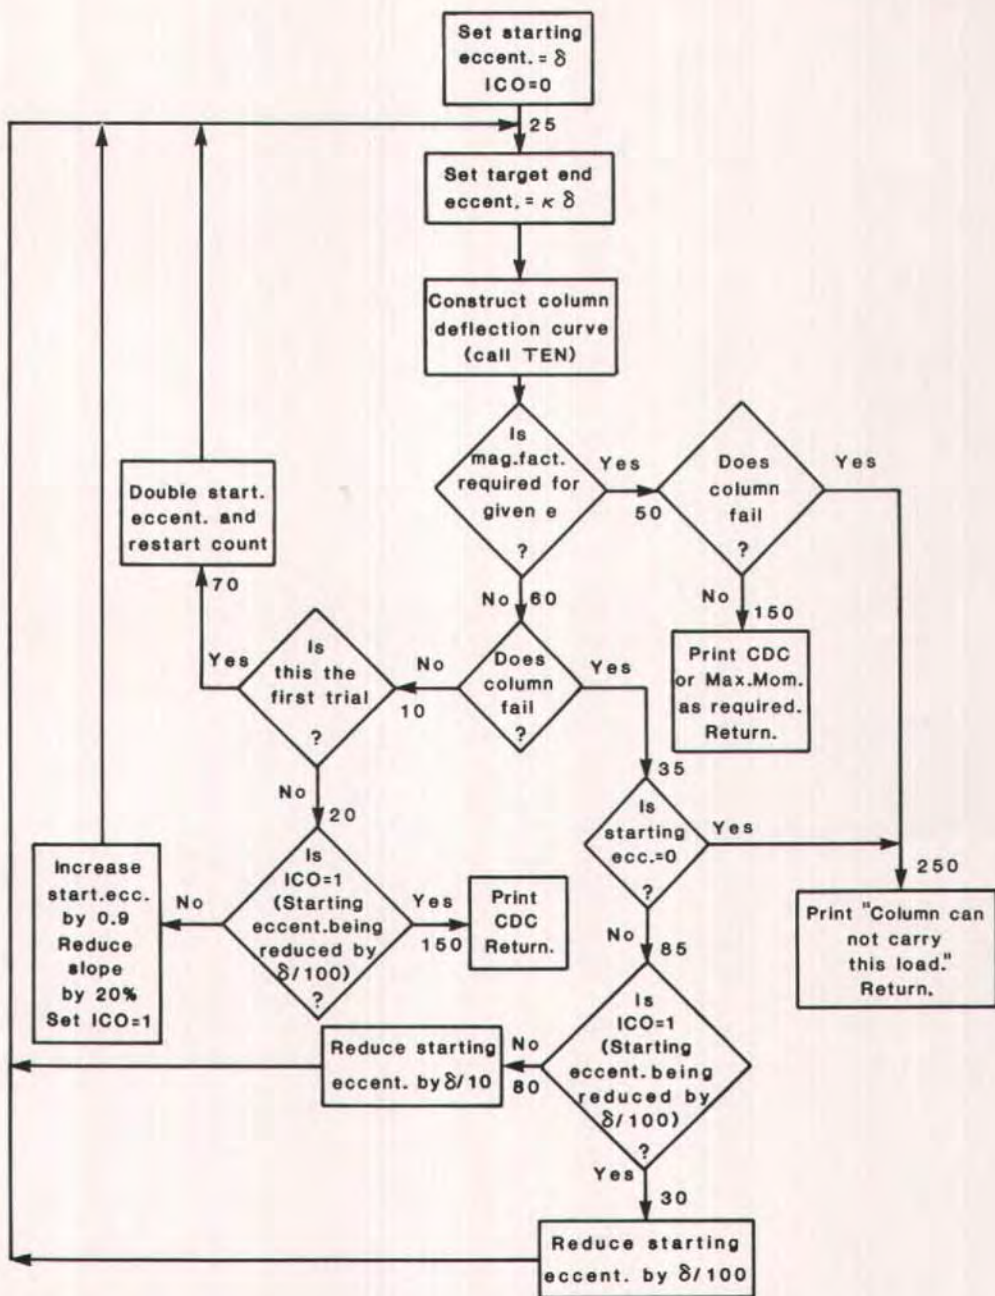 Set starting
eccent. = δ
ICO=0
25
Set target end
eccent. = κ δ
Construct column
deflection curve
(call TEN)
Is
mag.fact.
required for
given e
?
Yes
50
Does
column
fail
?
Yes
No
150
Print CDC
or Max.Mom.
as required.
Return.
No
60
Does
column
fail
?
Yes
No
10
Is
this the
first trial
?
Yes
70
Double start.
eccent. and
restart count
No
20
Is
ICO=1
(Starting
eccent.being
reduced by
δ/100)
?
No
Increase
start.ecc.
by 0.9
Reduce
slope
by 20%
Set ICO=1
Yes
150
Print
CDC
Return.
35
Is
starting
ecc.=0
?
Yes
250
Print "Column can
not carry
this load."
Return.
No
85
Is
ICO=1
(Starting
eccent.being
reduced by
δ/100)
?
No
80
Reduce starting
eccent. by δ/10
Yes
30
Reduce starting
eccent. by δ/100